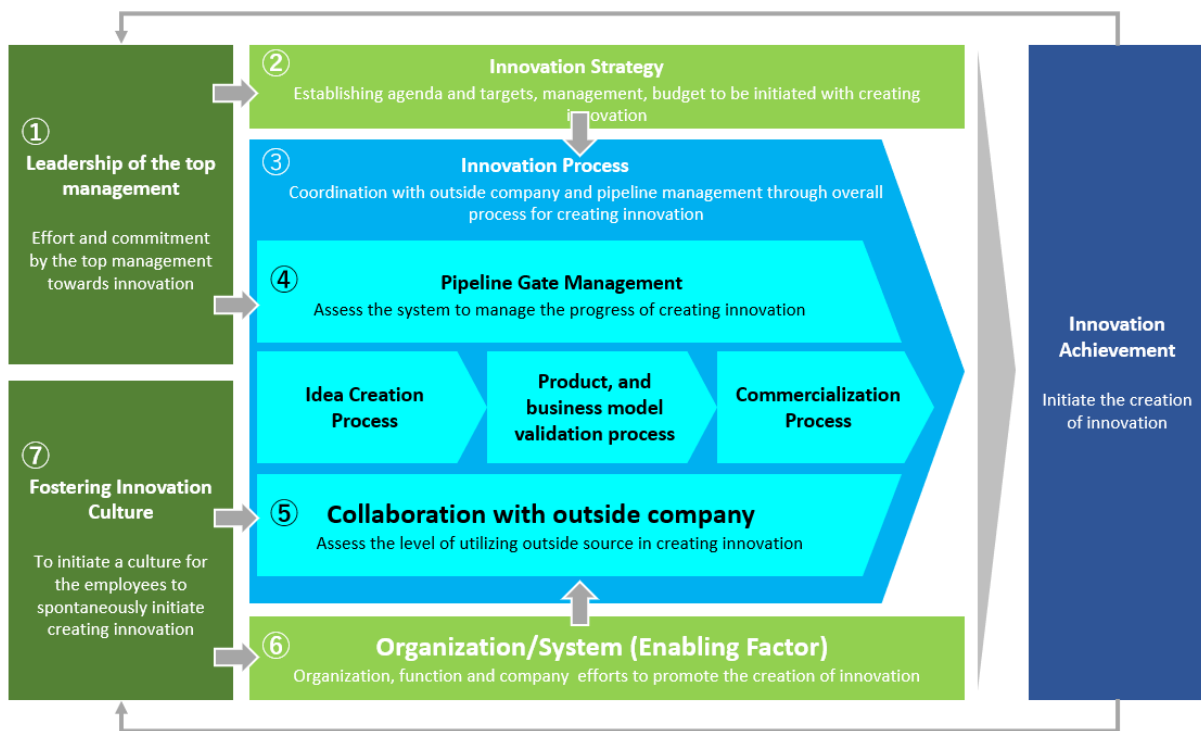 ①
Leadership of the top
management
Effort and commitment
by the top management
towards innovation
②
Innovation Strategy
Establishing agenda and targets, management, budget to be initiated with creating
innovation
③
Innovation Process
Coordination with outside company and pipeline management through overall
process for creating innovation
④
Pipeline Gate Management
Assess the system to manage the progress of creating innovation
Idea Creation
Process
Product, and
business model
validation process
Commercialization
Process
⑤
Collaboration with outside company
Assess the level of utilizing outside source in creating innovation
⑥
Organization/System (Enabling Factor)
Organization, function and company efforts to promote the creation of innovation
⑦
Fostering Innovation
Culture
To initiate a culture for
the employees to
spontaneously initiate
creating innovation
Innovation
Achievement
Initiate the creation
of innovation